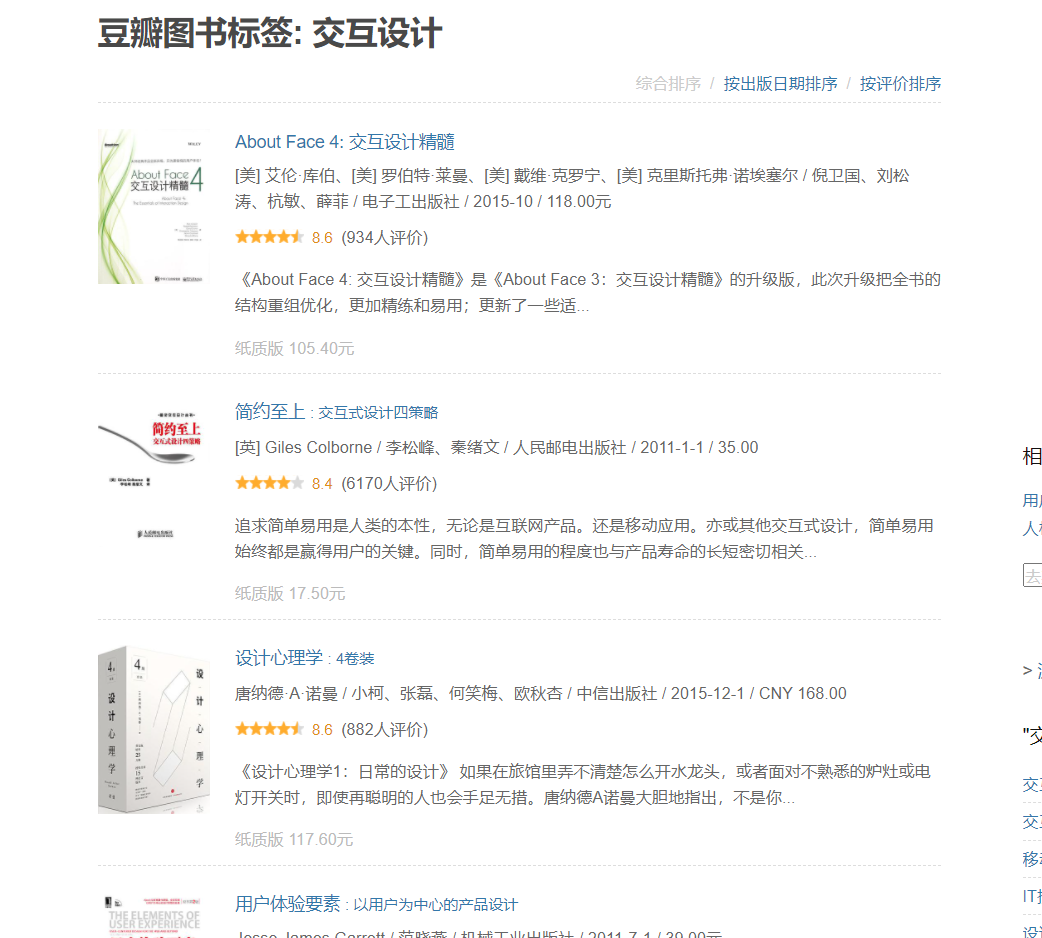 豆瓣图书标签: 交互设计
综合排序 / 按出版日期排序 / 按评价排序
About Face 4
交互设计精髓
About Face 4: 交互设计精髓
[美] 艾伦·库伯、[美] 罗伯特·莱曼、[美] 戴维·克罗宁、[美] 克里斯托弗·诺埃塞尔 / 倪卫国、刘松
涛、杭敏、薛菲 / 电子工出版社 / 2015-10 / 118.00元
8.6 (934人评价)
《About Face 4: 交互设计精髓》是《About Face 3：交互设计精髓》的升级版，此次升级把全书的
结构重组优化，更加精练和易用；更新了一些适...
纸质版 105.40元
简约至上
交互式设计四策略
简约至上 : 交互式设计四策略
[英] Giles Colborne / 李松峰、秦绪文 / 人民邮电出版社 / 2011-1-1 / 35.00
8.4 (6170人评价)
追求简单易用是人类的本性，无论是互联网产品。还是移动应用。亦或其他交互式设计，简单易用
始终都是赢得用户的关键。同时，简单易用的程度也与产品寿命的长短密切相关...
纸质版 17.50元
设计心理学
设计心理学
设计心理学 : 4卷装
唐纳德·A·诺曼 / 小柯、张磊、何笑梅、欧秋杏 / 中信出版社 / 2015-12-1 / CNY 168.00
8.6 (882人评价)
《设计心理学1：日常的设计》 如果在旅馆里弄不清楚怎么开水龙头，或者面对不熟悉的炉灶或电
灯开关时，即使再聪明的人也会手足无措。唐纳德A诺曼大胆地指出，不是你...
纸质版 117.60元
THE ELEMENTS OF
USER EXPERIENCE
用户体验要素 : 以用户为中心的产品设计
Jesse James Garrett / 范晓燕 / 机械工业出版社 / 2011-7-1 / 39.00元
相
用户
人机
去
>
"交
交互
交互
移动
IT
设计